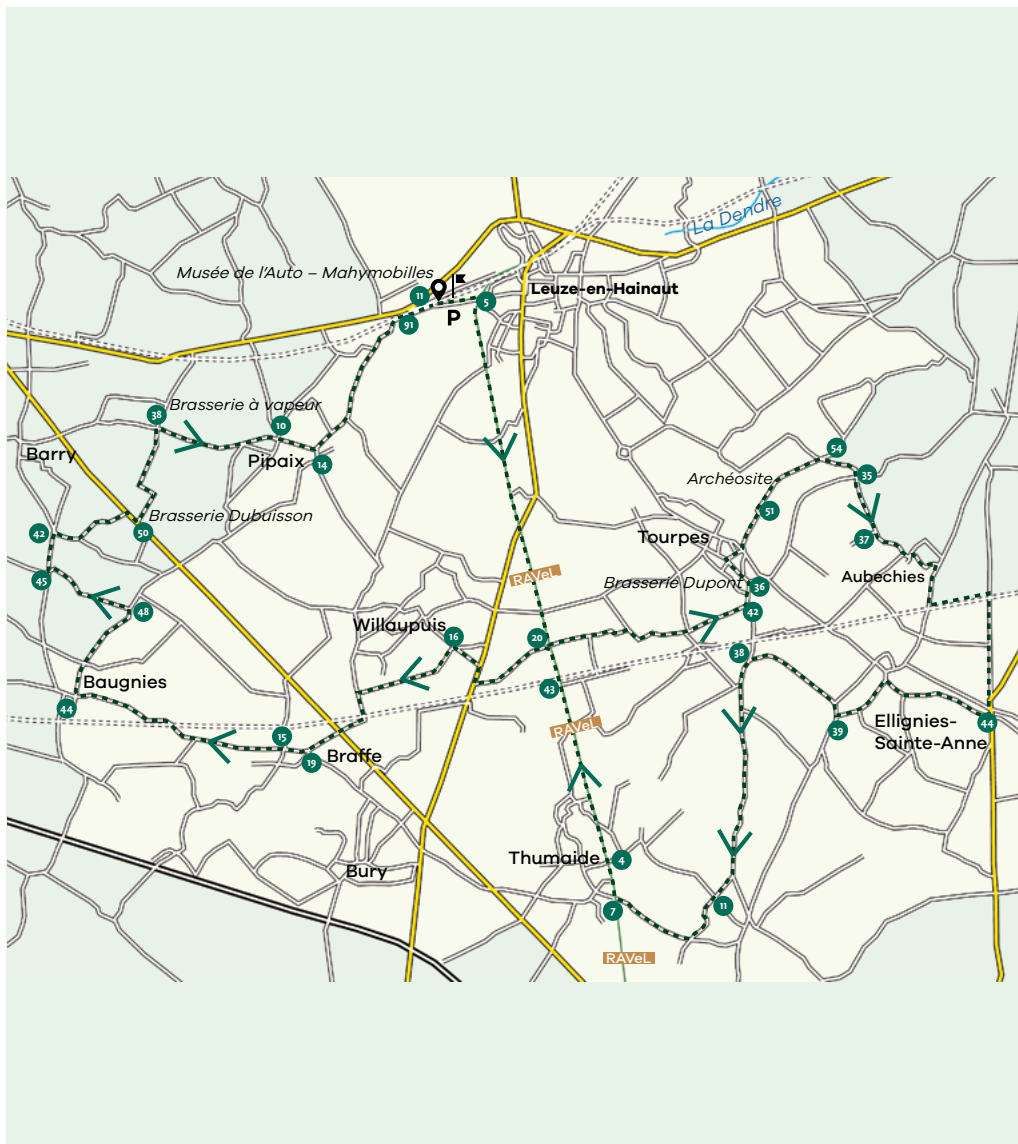 La Dendre
Musée de l'Auto – Mahymobilles
11
P
5
Leuze-en-Hainaut
91
38
Brasserie à vapeur
10
Barry
Pipaix
14
54
35
Archéosite
51
Brasserie Dubuisson
42
50
Tourpes
37
45
RAVeL
Aubechies
Brasserie Dupont
36
48
42
Willaupuis
16
20
38
Baugnies
43
44
15
RAVeL
39
Ellignies-
Sainte-Anne
44
19
Braffe
Thumaide
4
Bury
7
11
RAVeL